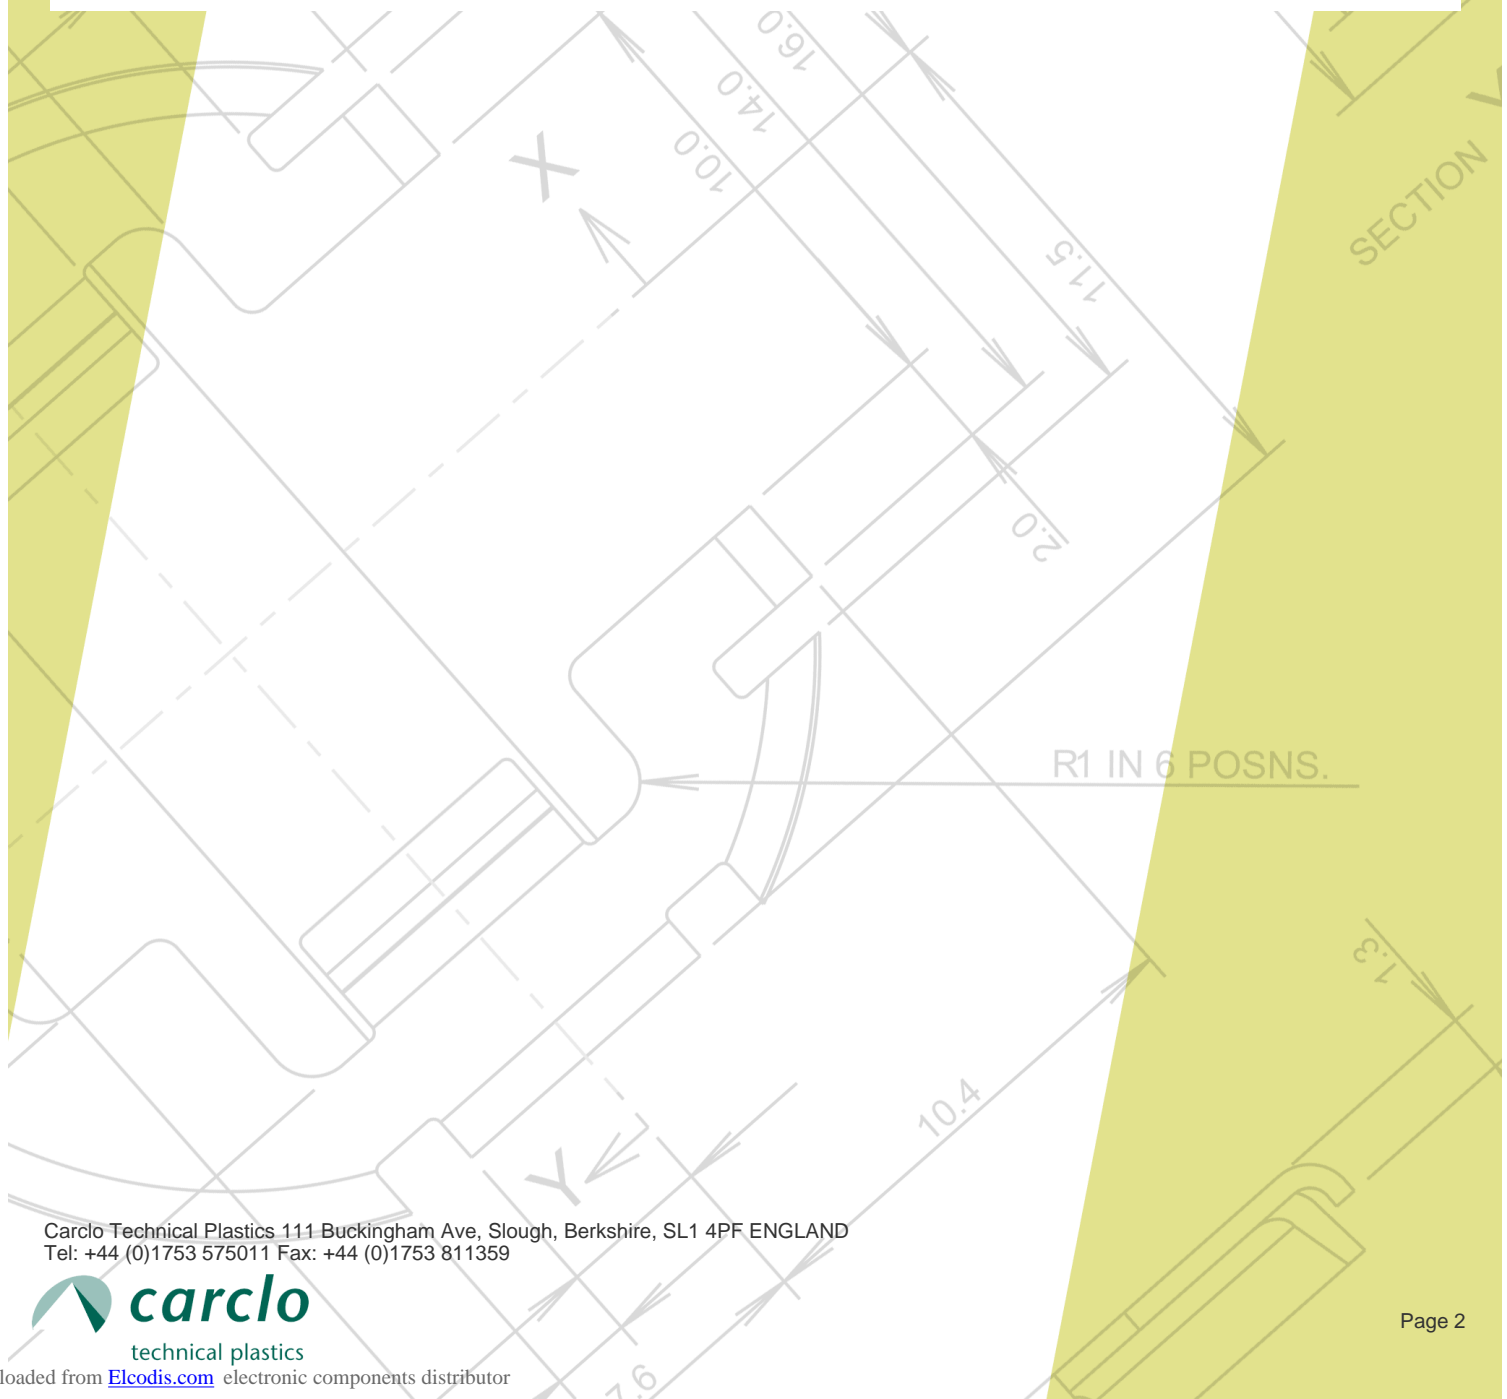 16.0
14.0
10.0
X
11.5
SECTION
2.0
R1 IN 6 POSNS.
1.3
10.4
Y
Carclo Technical Plastics 111 Buckingham Ave, Slough, Berkshire, SL1 4PF ENGLAND
Tel: +44 (0)1753 575011 Fax: +44 (0)1753 811359
carclo
technical plastics
Page 2
loaded from Elcodis.com electronic components distributor
7.6